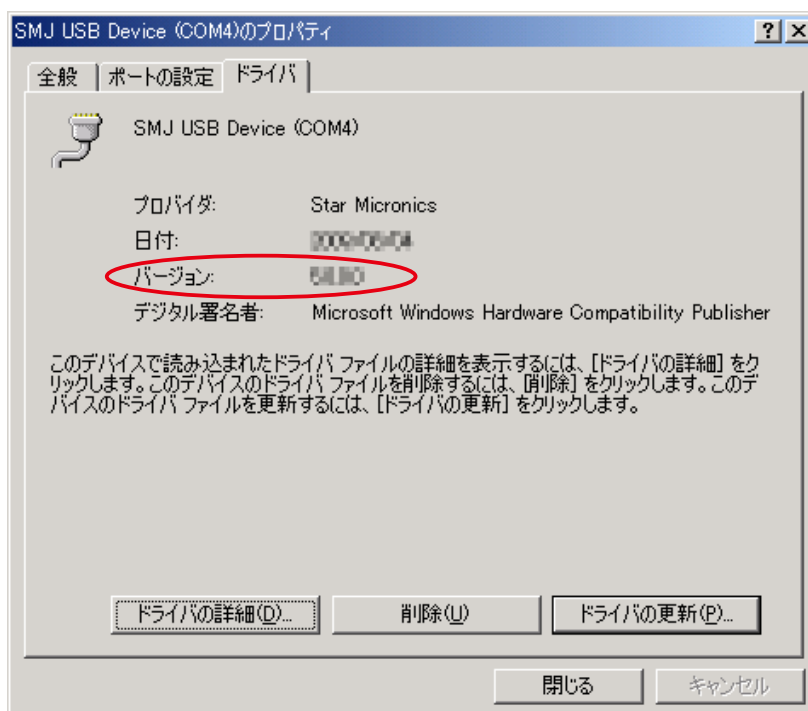 SMJ USB Device (COM4)のプロパティ
全般
ポートの設定
ドライバ
SMJ USB Device (COM4)
プロバイダ: Star Micronics
日付:
バージョン:
デジタル署名者: Microsoft Windows Hardware Compatibility Publisher
このデバイスで読み込まれたドライバ ファイルの詳細を表示するには、[ドライバの詳細] をク
リックします。このデバイスのドライバ ファイルを削除するには、[削除] をクリックします。このデ
バイスのドライバ ファイルを更新するには、[ドライバの更新] をクリックします。
ドライバの詳細(D)...
削除(U)
ドライバの更新(P)...
閉じる
キャンセル